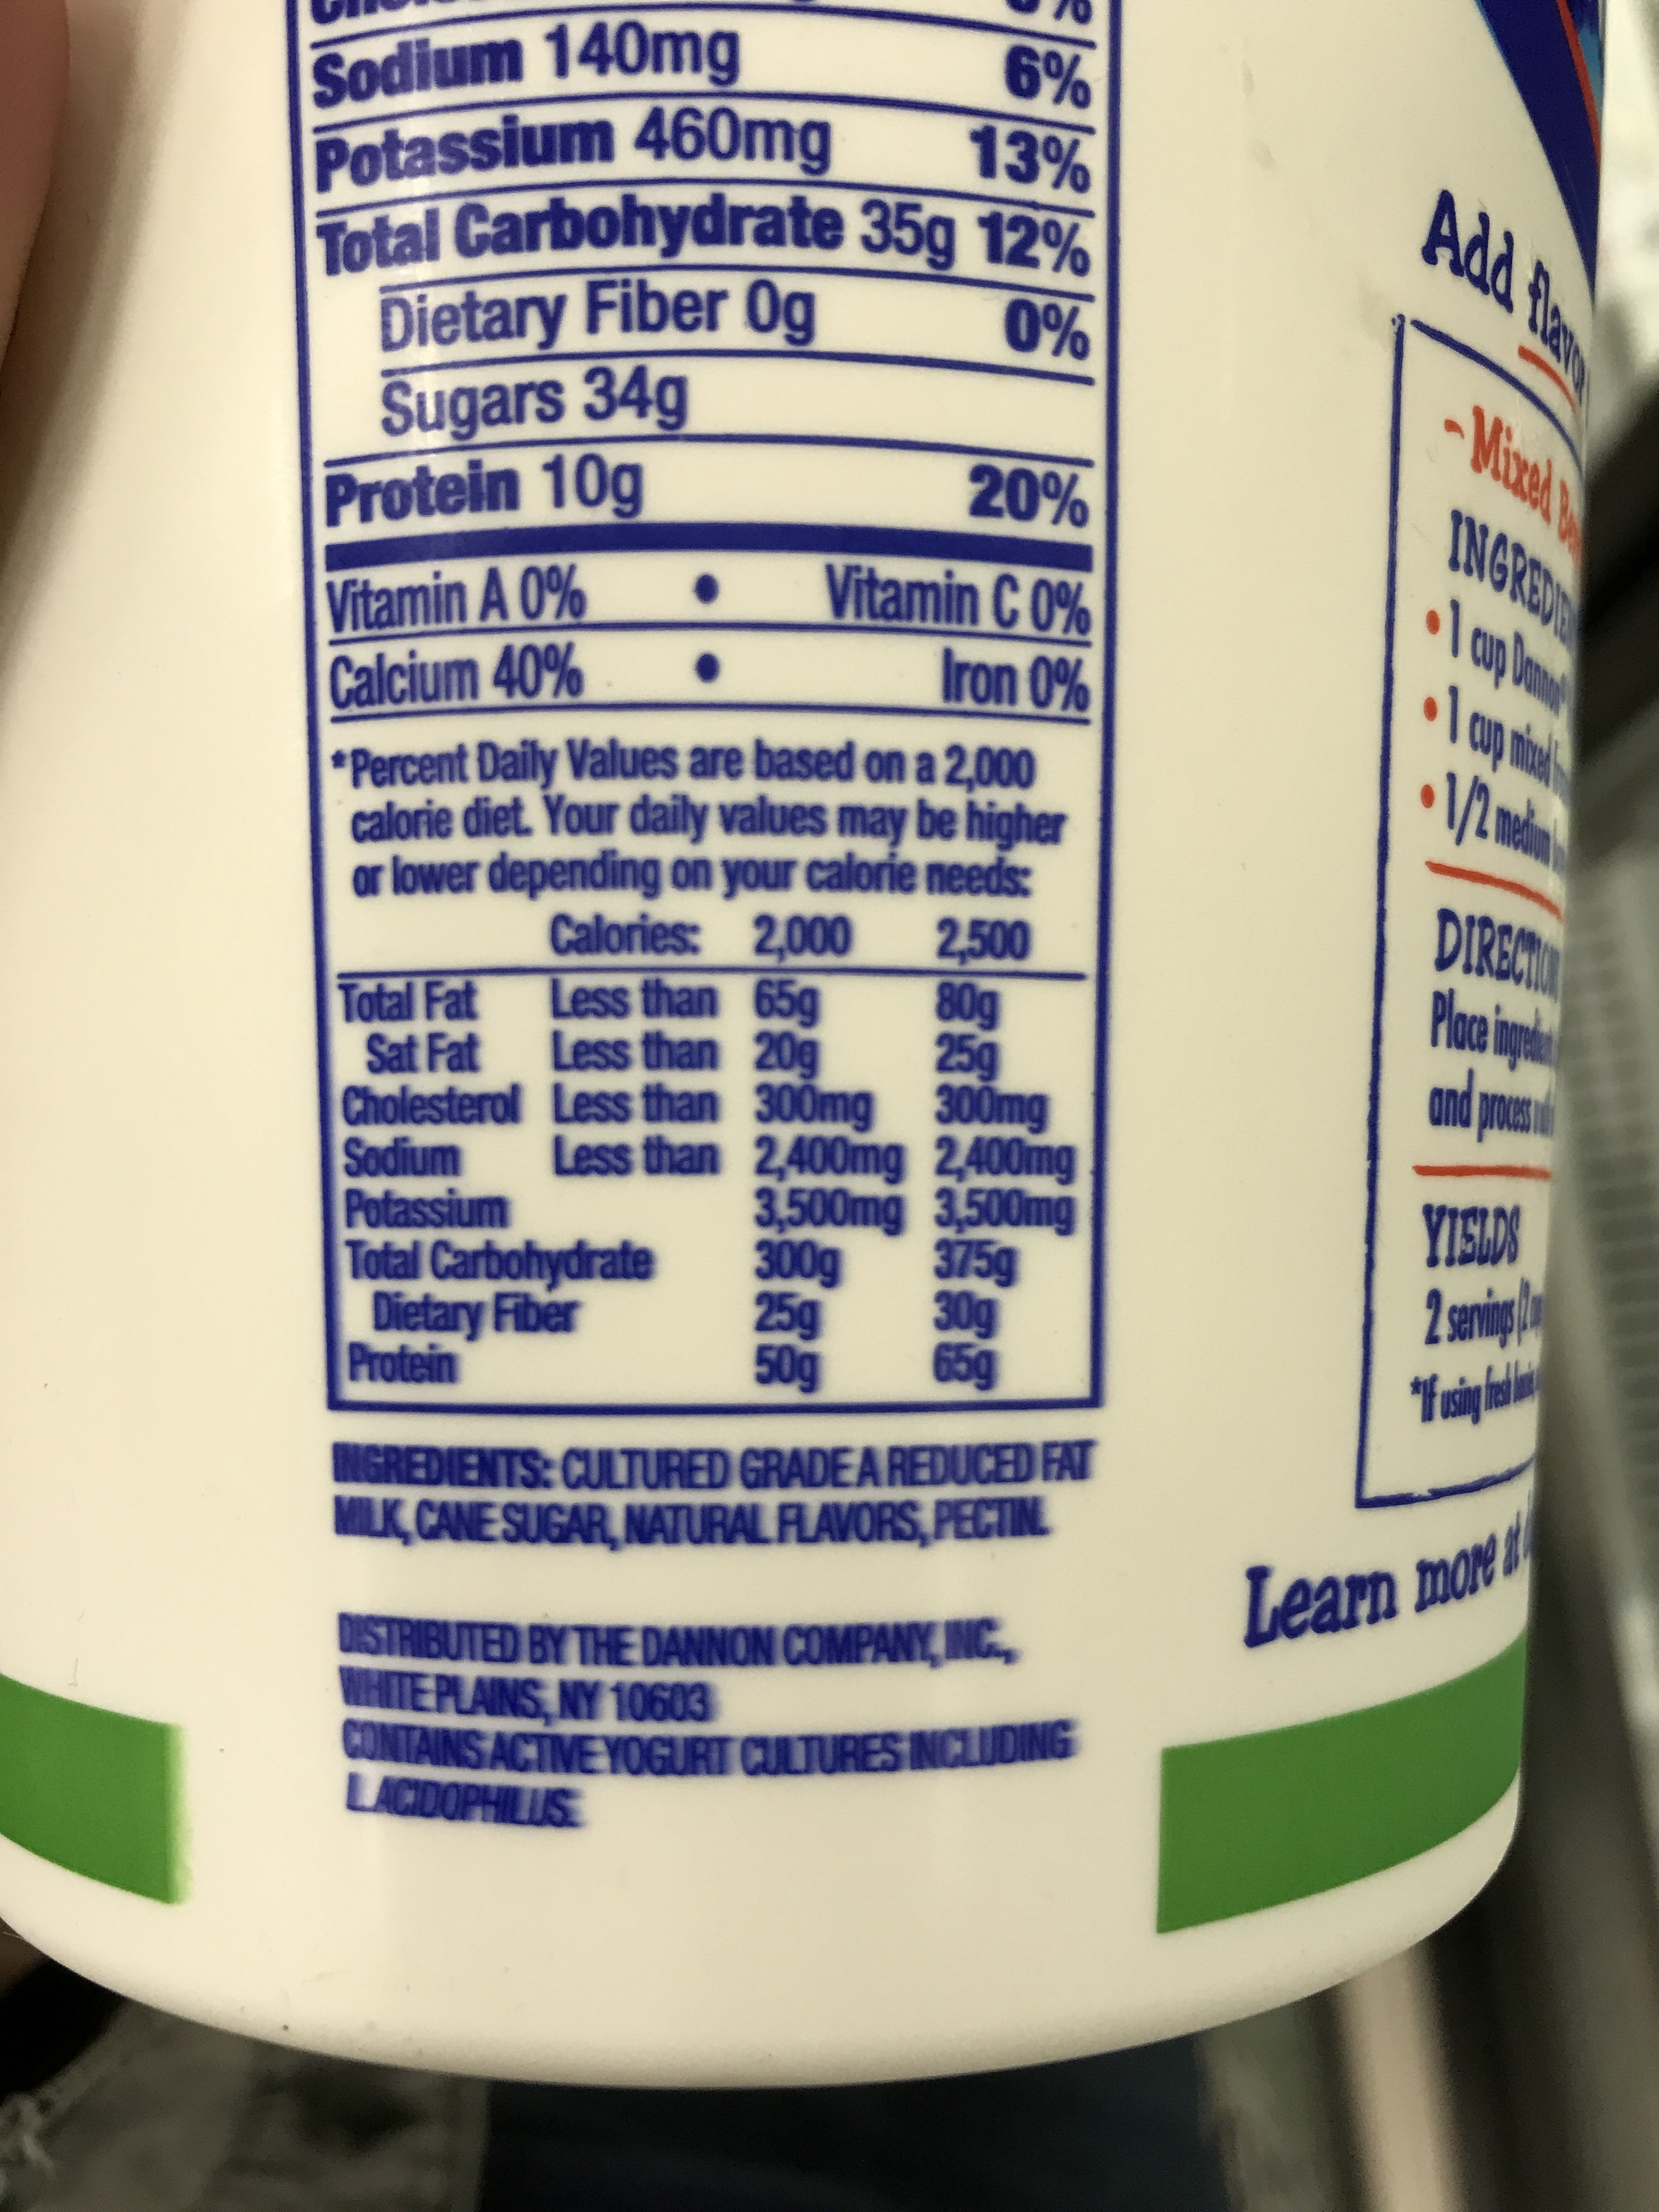 Sodium 140mg 6%
Potassium 460mg 13%
Total Carbohydrate 35g 12%
Dietary Fiber 0g 0%
Sugars 34g
Protein 10g 20%
Vitamin A 0% • Vitamin C 0%
Calcium 40% • Iron 0%
*Percent Daily Values are based on a 2,000
calorie diet. Your daily values may be higher
or lower depending on your calorie needs:
Calories: 2,000 2,500
Total Fat Less than 65g 80g
Sat Fat Less than 20g 25g
Cholesterol Less than 300mg 300mg
Sodium Less than 2,400mg 2,400mg
Potassium 3,500mg 3,500mg
Total Carbohydrate 300g 375g
Dietary Fiber 25g 30g
Protein 50g 65g
INGREDIENTS: CULTURED GRADE A REDUCED FAT
MILK, CANE SUGAR, NATURAL FLAVORS, PECTIN.
DISTRIBUTED BY THE DANNON COMPANY, INC.,
WHITE PLAINS, NY 10603
CONTAINS ACTIVE YOGURT CULTURES INCLUDING
L. ACIDOPHILUS.
Add
~Mixed
• 1 cup Dannon®
• 1 cup mixed
• 1/2 medium
Place
and process
YIELDS
2 servings
*If using fresh
Learn more at